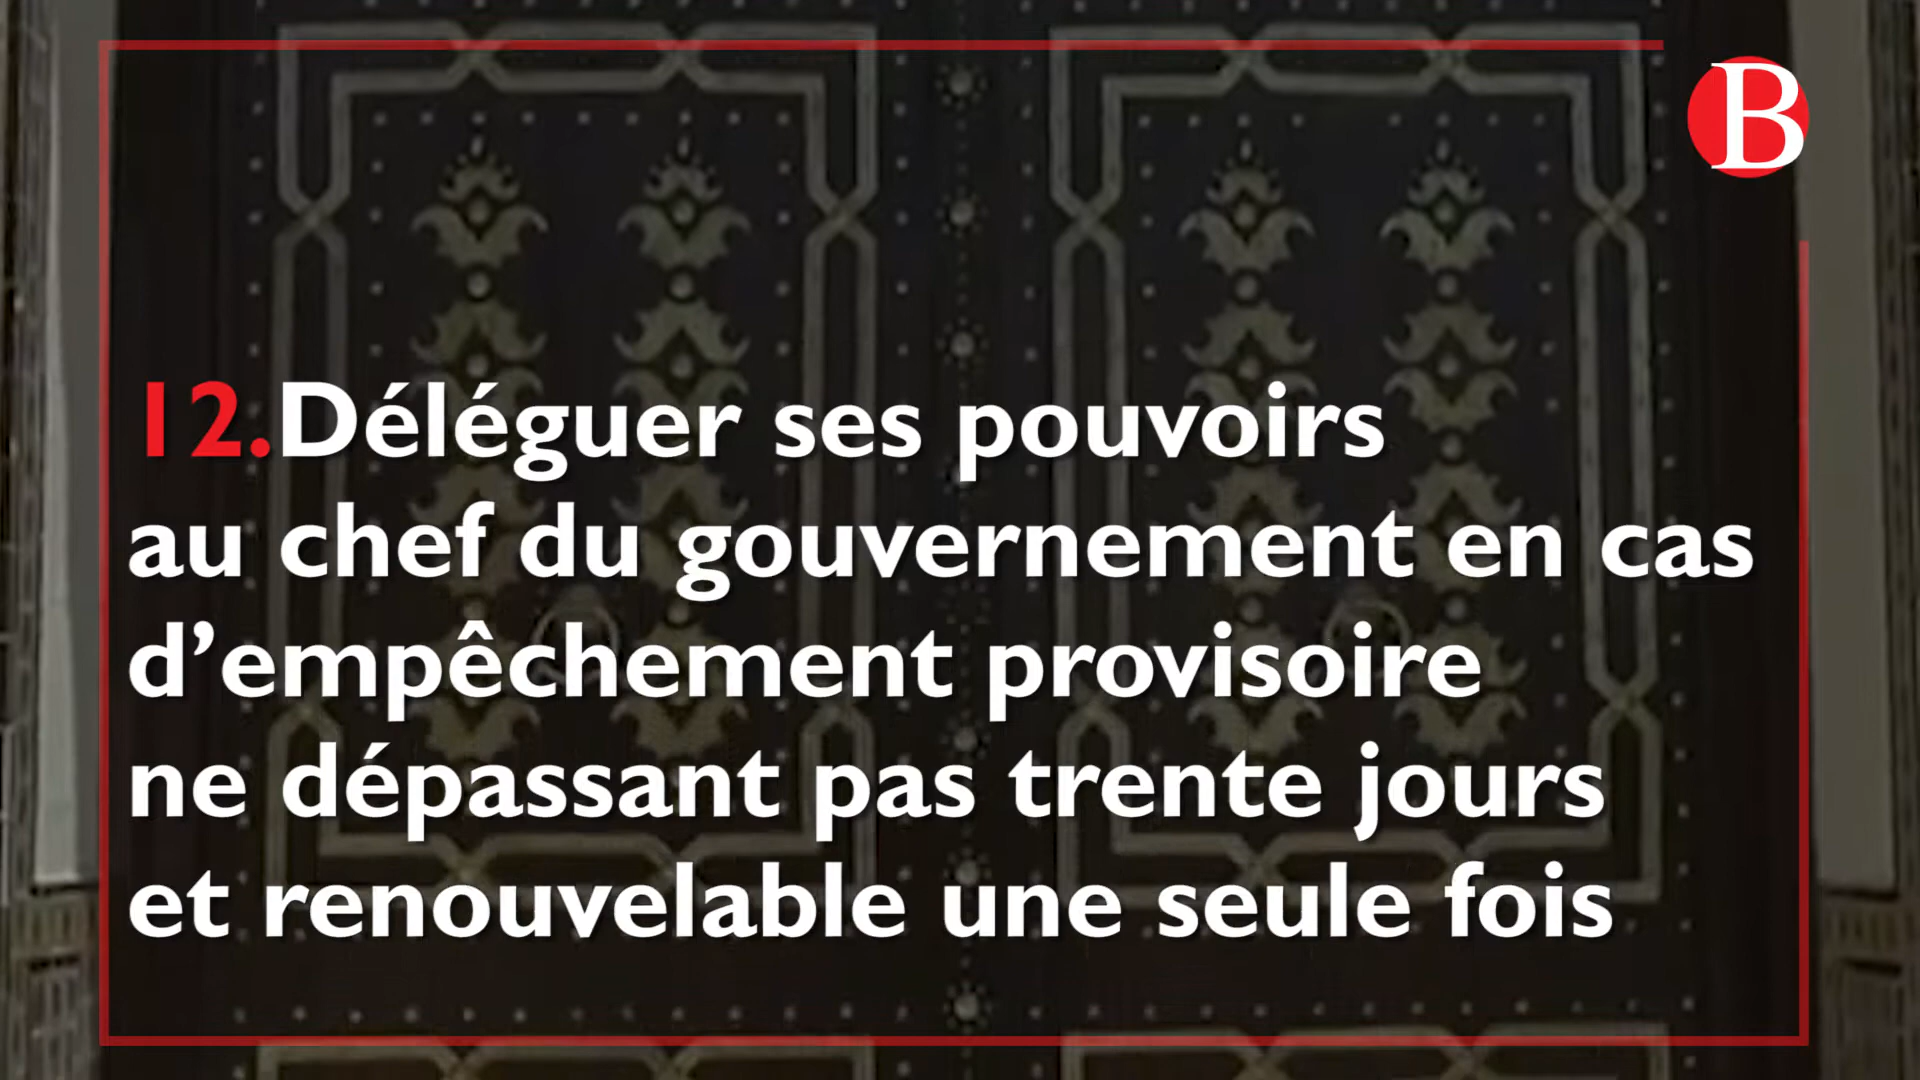 B
12.Déléguer ses pouvoirs
au chef du gouvernement en cas
d’empêchement provisoire
ne dépassant pas trente jours
et renouvelable une seule fois